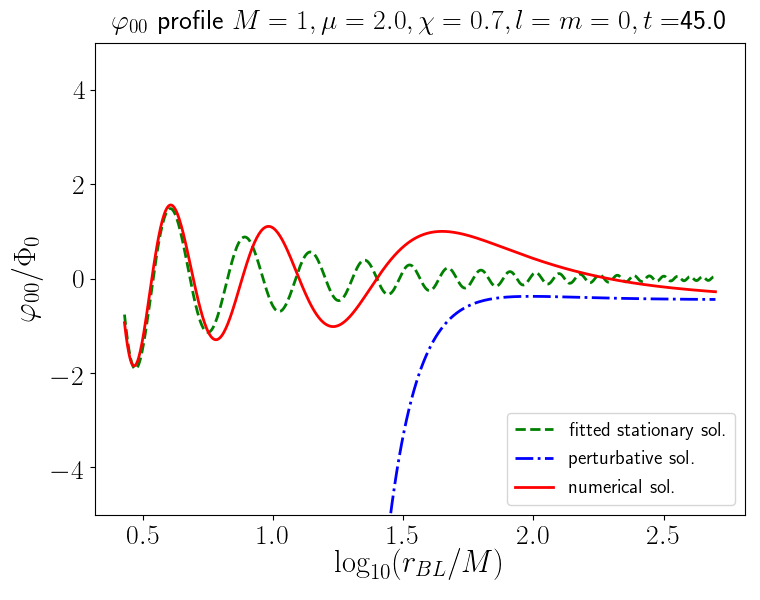 φ₀₀ profile M = 1, μ = 2.0, χ = 0.7, l = m = 0, t =45.0
φ₀₀/Φ₀
4
2
0
−2
−4
fitted stationary sol.
perturbative sol.
numerical sol.
0.5 1.0 1.5 2.0 2.5
log₁₀(r_BL/M)